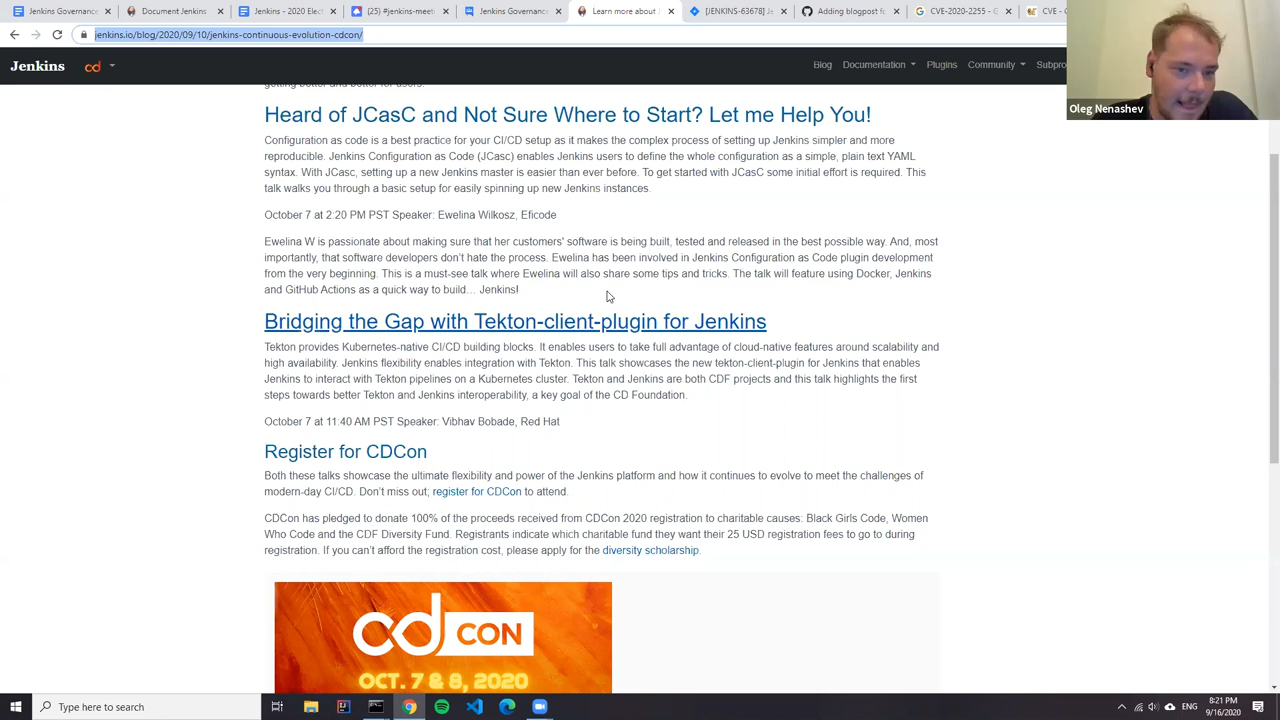 Jenkins Governance
Document Jenkins
Jenkins - 2020 Elect
(25) #jenkins-meeti
Jenkins Governance
Learn more about J
[JENKINS-63678] Je
Adding blogpost fo
CVE-2020-2255 - G
CVE - C
jenkins.io/blog/2020/09/10/jenkins-continuous-evolution-cdcon/
Jenkins
cd
Blog
Documentation
Plugins
Community
Subpro
Oleg Nenashev
getting better and better for users.
Heard of JCasC and Not Sure Where to Start? Let me Help You!
Configuration as code is a best practice for your CI/CD setup as it makes the complex process of setting up Jenkins simpler and more
reproducible. Jenkins Configuration as Code (JCasc) enables Jenkins users to define the whole configuration as a simple, plain text YAML
syntax. With JCasc, setting up a new Jenkins master is easier than ever before. To get started with JCasC some initial effort is required. This
talk walks you through a basic setup for easily spinning up new Jenkins instances.
October 7 at 2:20 PM PST Speaker: Ewelina Wilkosz, Eficode
Ewelina W is passionate about making sure that her customers' software is being built, tested and released in the best possible way. And, most
importantly, that software developers don't hate the process. Ewelina has been involved in Jenkins Configuration as Code plugin development
from the very beginning. This is a must-see talk where Ewelina will also share some tips and tricks. The talk will feature using Docker, Jenkins
and GitHub Actions as a quick way to build… Jenkins!
Bridging the Gap with Tekton-client-plugin for Jenkins
Tekton provides Kubernetes-native CI/CD building blocks. It enables users to take full advantage of cloud-native features around scalability and
high availability. Jenkins flexibility enables integration with Tekton. This talk showcases the new tekton-client-plugin for Jenkins that enables
Jenkins to interact with Tekton pipelines on a Kubernetes cluster. Tekton and Jenkins are both CDF projects and this talk highlights the first
steps towards better Tekton and Jenkins interoperability, a key goal of the CD Foundation.
October 7 at 11:40 AM PST Speaker: Vibhav Bobade, Red Hat
Register for CDCon
Both these talks showcase the ultimate flexibility and power of the Jenkins platform and how it continues to evolve to meet the challenges of
modern-day CI/CD. Don't miss out; register for CDCon to attend.
CDCon has pledged to donate 100% of the proceeds received from CDCon 2020 registration to charitable causes: Black Girls Code, Women
Who Code and the CDF Diversity Fund. Registrants indicate which charitable fund they want their 25 USD registration fees to go to during
registration. If you can't afford the registration cost, please apply for the diversity scholarship.
cd CON
OCT. 7 & 8, 2020
Type here to search
ENG
8:21 PM
9/16/2020